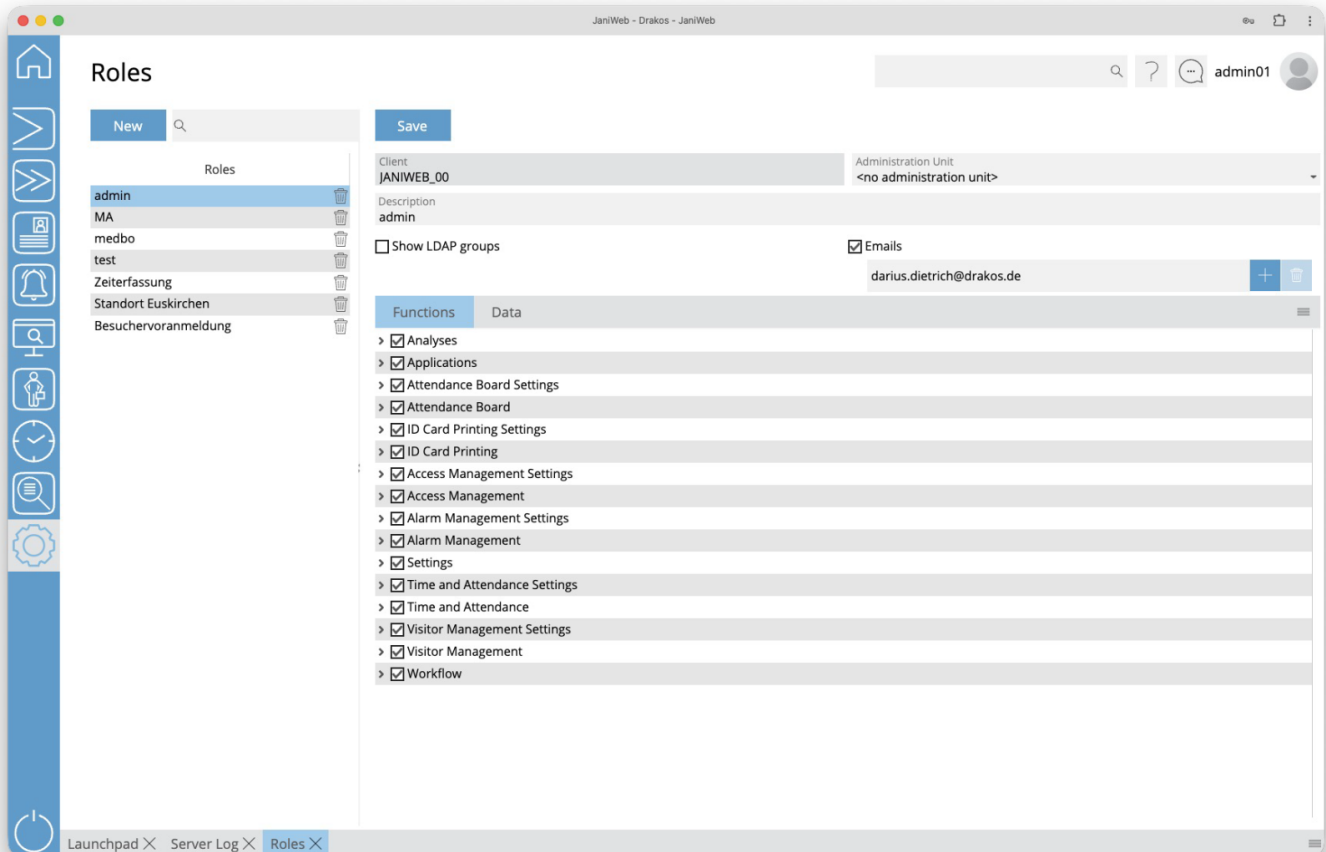 JaniWeb - Drakos - JaniWeb
Roles
admin01
New
Save
Roles
admin
MA
medbo
test
Zeiterfassung
Standort Euskirchen
Besuchervoranmeldung
Client
JANIWEB_00
Administration Unit
<no administration unit>
Description
admin
Show LDAP groups
Emails
darius.dietrich@drakos.de
Functions Data
Analyses
Applications
Attendance Board Settings
Attendance Board
ID Card Printing Settings
ID Card Printing
Access Management Settings
Access Management
Alarm Management Settings
Alarm Management
Settings
Time and Attendance Settings
Time and Attendance
Visitor Management Settings
Visitor Management
Workflow
Launchpad Server Log Roles